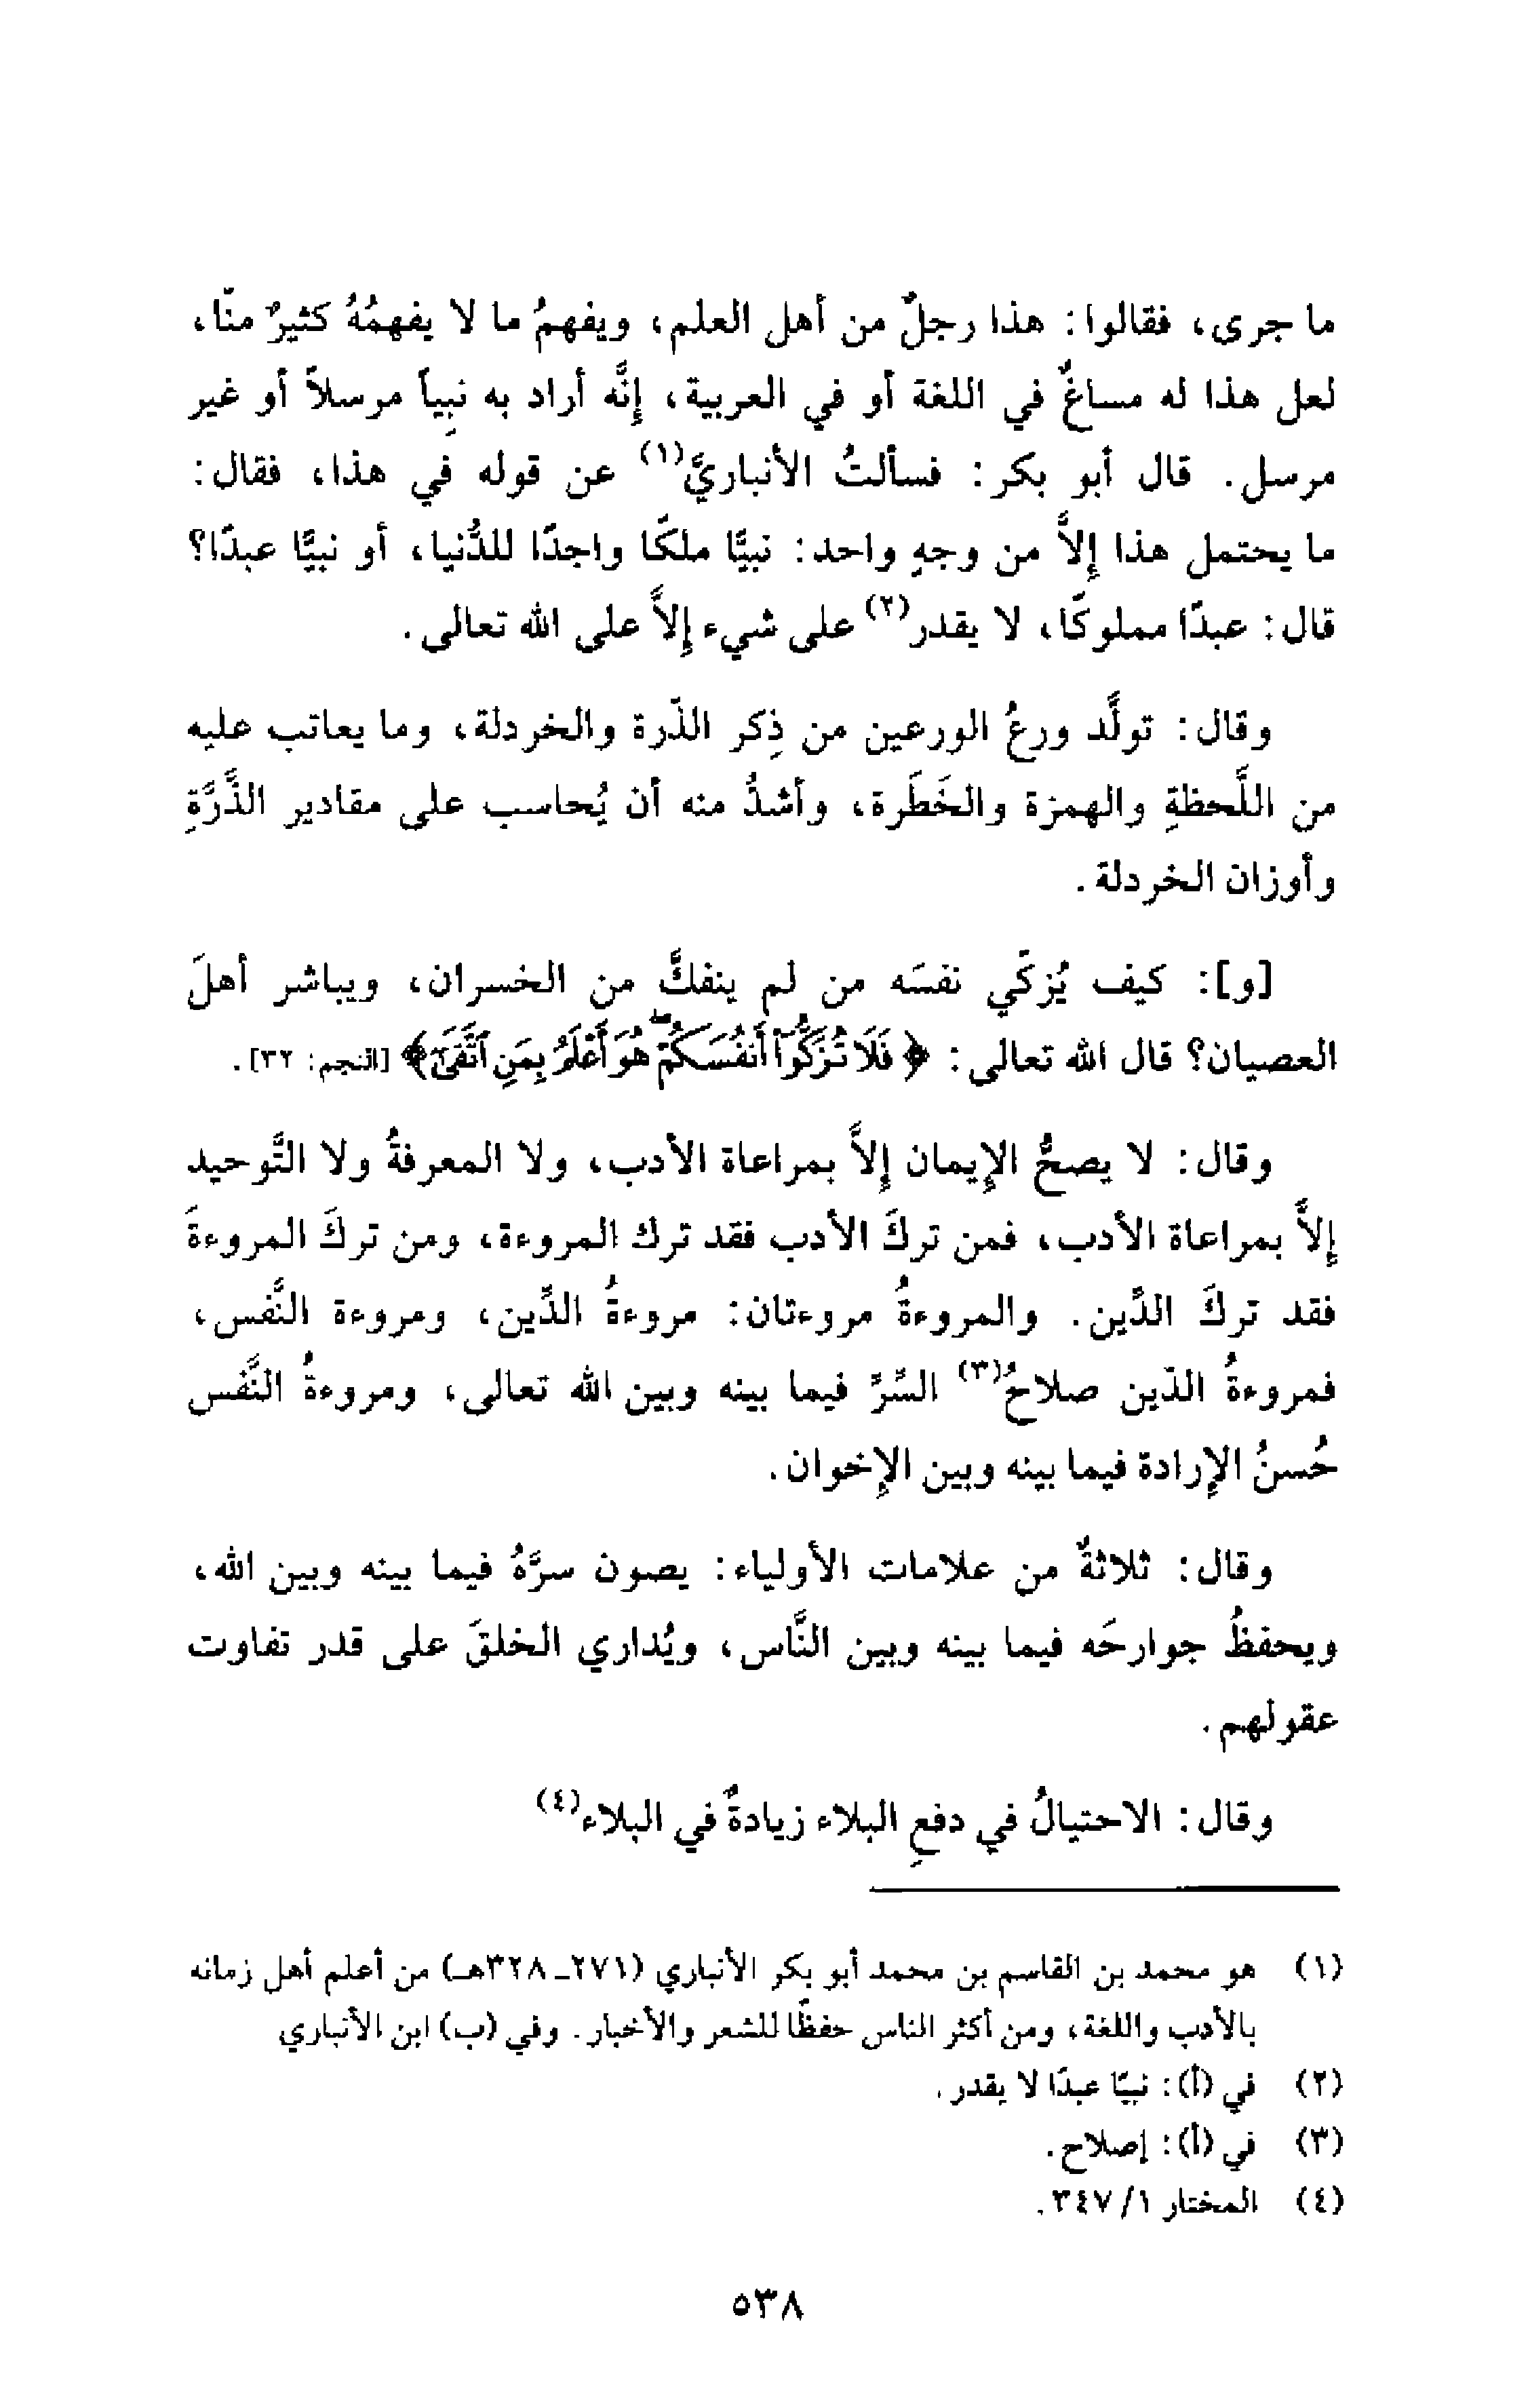 ما جرى، فقالوا: هذا رجلٌ من أهل العلم، ويفهمُ ما لا يفهمُهُ كثيرٌ منّا،
لعل هذا له مساغٌ في اللغة أو في العربية، إنَّه أراد به نبِياً مرسلاً أو غير
مرسل. قال أبو بكر: فسألتُ الأنباريَّ(١) عن قوله في هذا، فقال:
ما يحتمل هذا إلاَّ من وجهٍ واحد: نبيًّا ملكًا واجدًا للدُّنيا، أو نبيًّا عبدًا؟
قال: عبدًا مملوكًا، لا يقدر(٢) على شيء إلاَّ على الله تعالى.
وقال: تولَّد ورعُ الورعين من ذِكر الذّرة والخردلة، وما يعاتب عليه
من اللَّحظةِ والهمزة والخَطَرة، وأشدُّ منه أن يُحاسب على مقادير الذَّرَّةِ
وأوزان الخردلة.
[و]: كيف يُزكّي نفسَه من لم ينفكَّ من الخسران، ويباشر أهلَ
العصيان؟ قال الله تعالى: ﴿فَلَا تُزَكُّوٓا۟ أَنفُسَكُمْ ۖ هُوَ أَعْلَمُ بِمَنِ ٱتَّقَىٰٓ﴾ [النجم: ٣٢].
وقال: لا يصحُّ الإيمان إلاَّ بمراعاة الأدب، ولا المعرفةُ ولا التَّوحيد
إلاَّ بمراعاة الأدب، فمن تركَ الأدب فقد ترك المروءة، ومن تركَ المروءةَ
فقد تركَ الدِّين. والمروءةُ مروءتان: مروءةُ الدِّين، ومروءة النَّفس،
فمروءةُ الدّين صلاحُ(٣) السِّرِّ فيما بينه وبين الله تعالى، ومروءةُ النَّفس
حُسنُ الإرادة فيما بينه وبين الإخوان.
وقال: ثلاثةٌ من علامات الأولياء: يصون سرَّهُ فيما بينه وبين الله،
ويحفظُ جوارحَه فيما بينه وبين النَّاس، ويُداري الخلقَ على قدر تفاوت
عقولهم.
وقال: الاحتيالُ في دفعِ البلاء زيادةٌ في البلاء(٤)
(١) هو محمد بن القاسم بن محمد أبو بكر الأنباري (٢٧١-٣٢٨هـ) من أعلم أهل زمانه
بالأدب واللغة، ومن أكثر الناس حفظًا للشعر والأخبار. وفي (ب) ابن الأنباري
(٢) في (أ): نبيًّا عبدًا لا يقدر.
(٣) في (أ): إصلاح.
(٤) المختار ١/ ٣٤٧.
٥٣٨